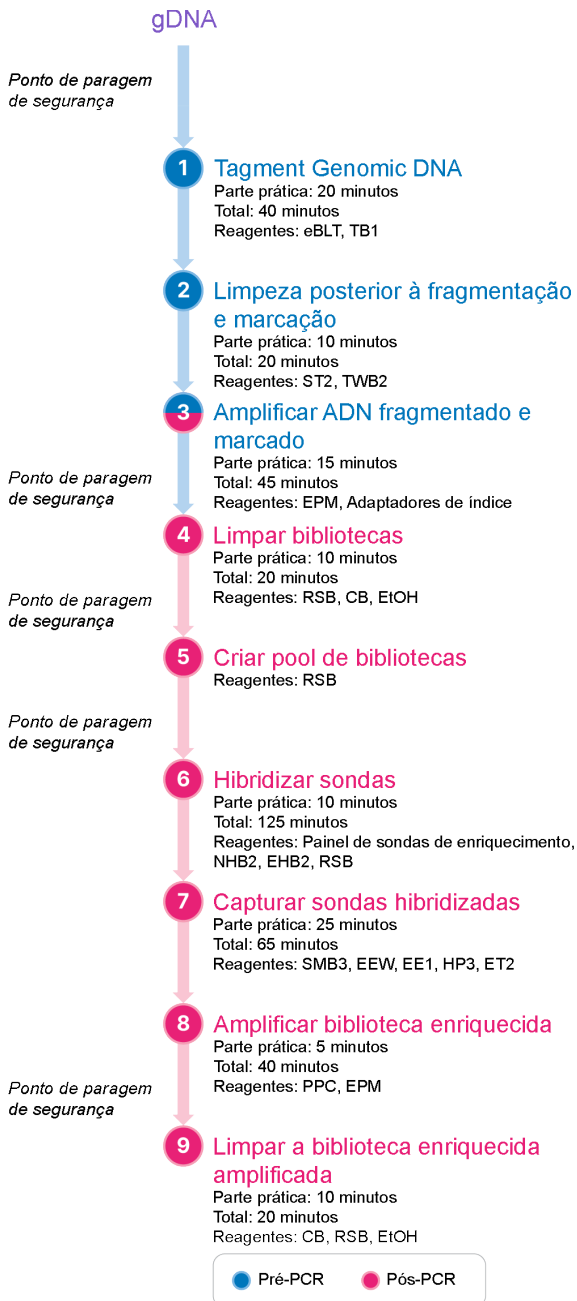 gDNA
Ponto de paragem
de segurança
1
Tagment Genomic DNA
Parte prática: 20 minutos
Total: 40 minutos
Reagentes: eBLT, TB1
2
Limpeza posterior à fragmentação
e marcação
Parte prática: 10 minutos
Total: 20 minutos
Reagentes: ST2, TWB2
3
Amplificar ADN fragmentado e
marcado
Parte prática: 15 minutos
Total: 45 minutos
Reagentes: EPM, Adaptadores de índice
Ponto de paragem
de segurança
4
Limpar bibliotecas
Parte prática: 10 minutos
Total: 20 minutos
Reagentes: RSB, CB, EtOH
Ponto de paragem
de segurança
5
Criar pool de bibliotecas
Reagentes: RSB
Ponto de paragem
de segurança
6
Hibridizar sondas
Parte prática: 10 minutos
Total: 125 minutos
Reagentes: Painel de sondas de enriquecimento,
NHB2, EHB2, RSB
7
Capturar sondas hibridizadas
Parte prática: 25 minutos
Total: 65 minutos
Reagentes: SMB3, EEW, EE1, HP3, ET2
8
Amplificar biblioteca enriquecida
Parte prática: 5 minutos
Total: 40 minutos
Reagentes: PPC, EPM
Ponto de paragem
de segurança
9
Limpar a biblioteca enriquecida
amplificada
Parte prática: 10 minutos
Total: 20 minutos
Reagentes: CB, RSB, EtOH
Pré-PCR
Pós-PCR